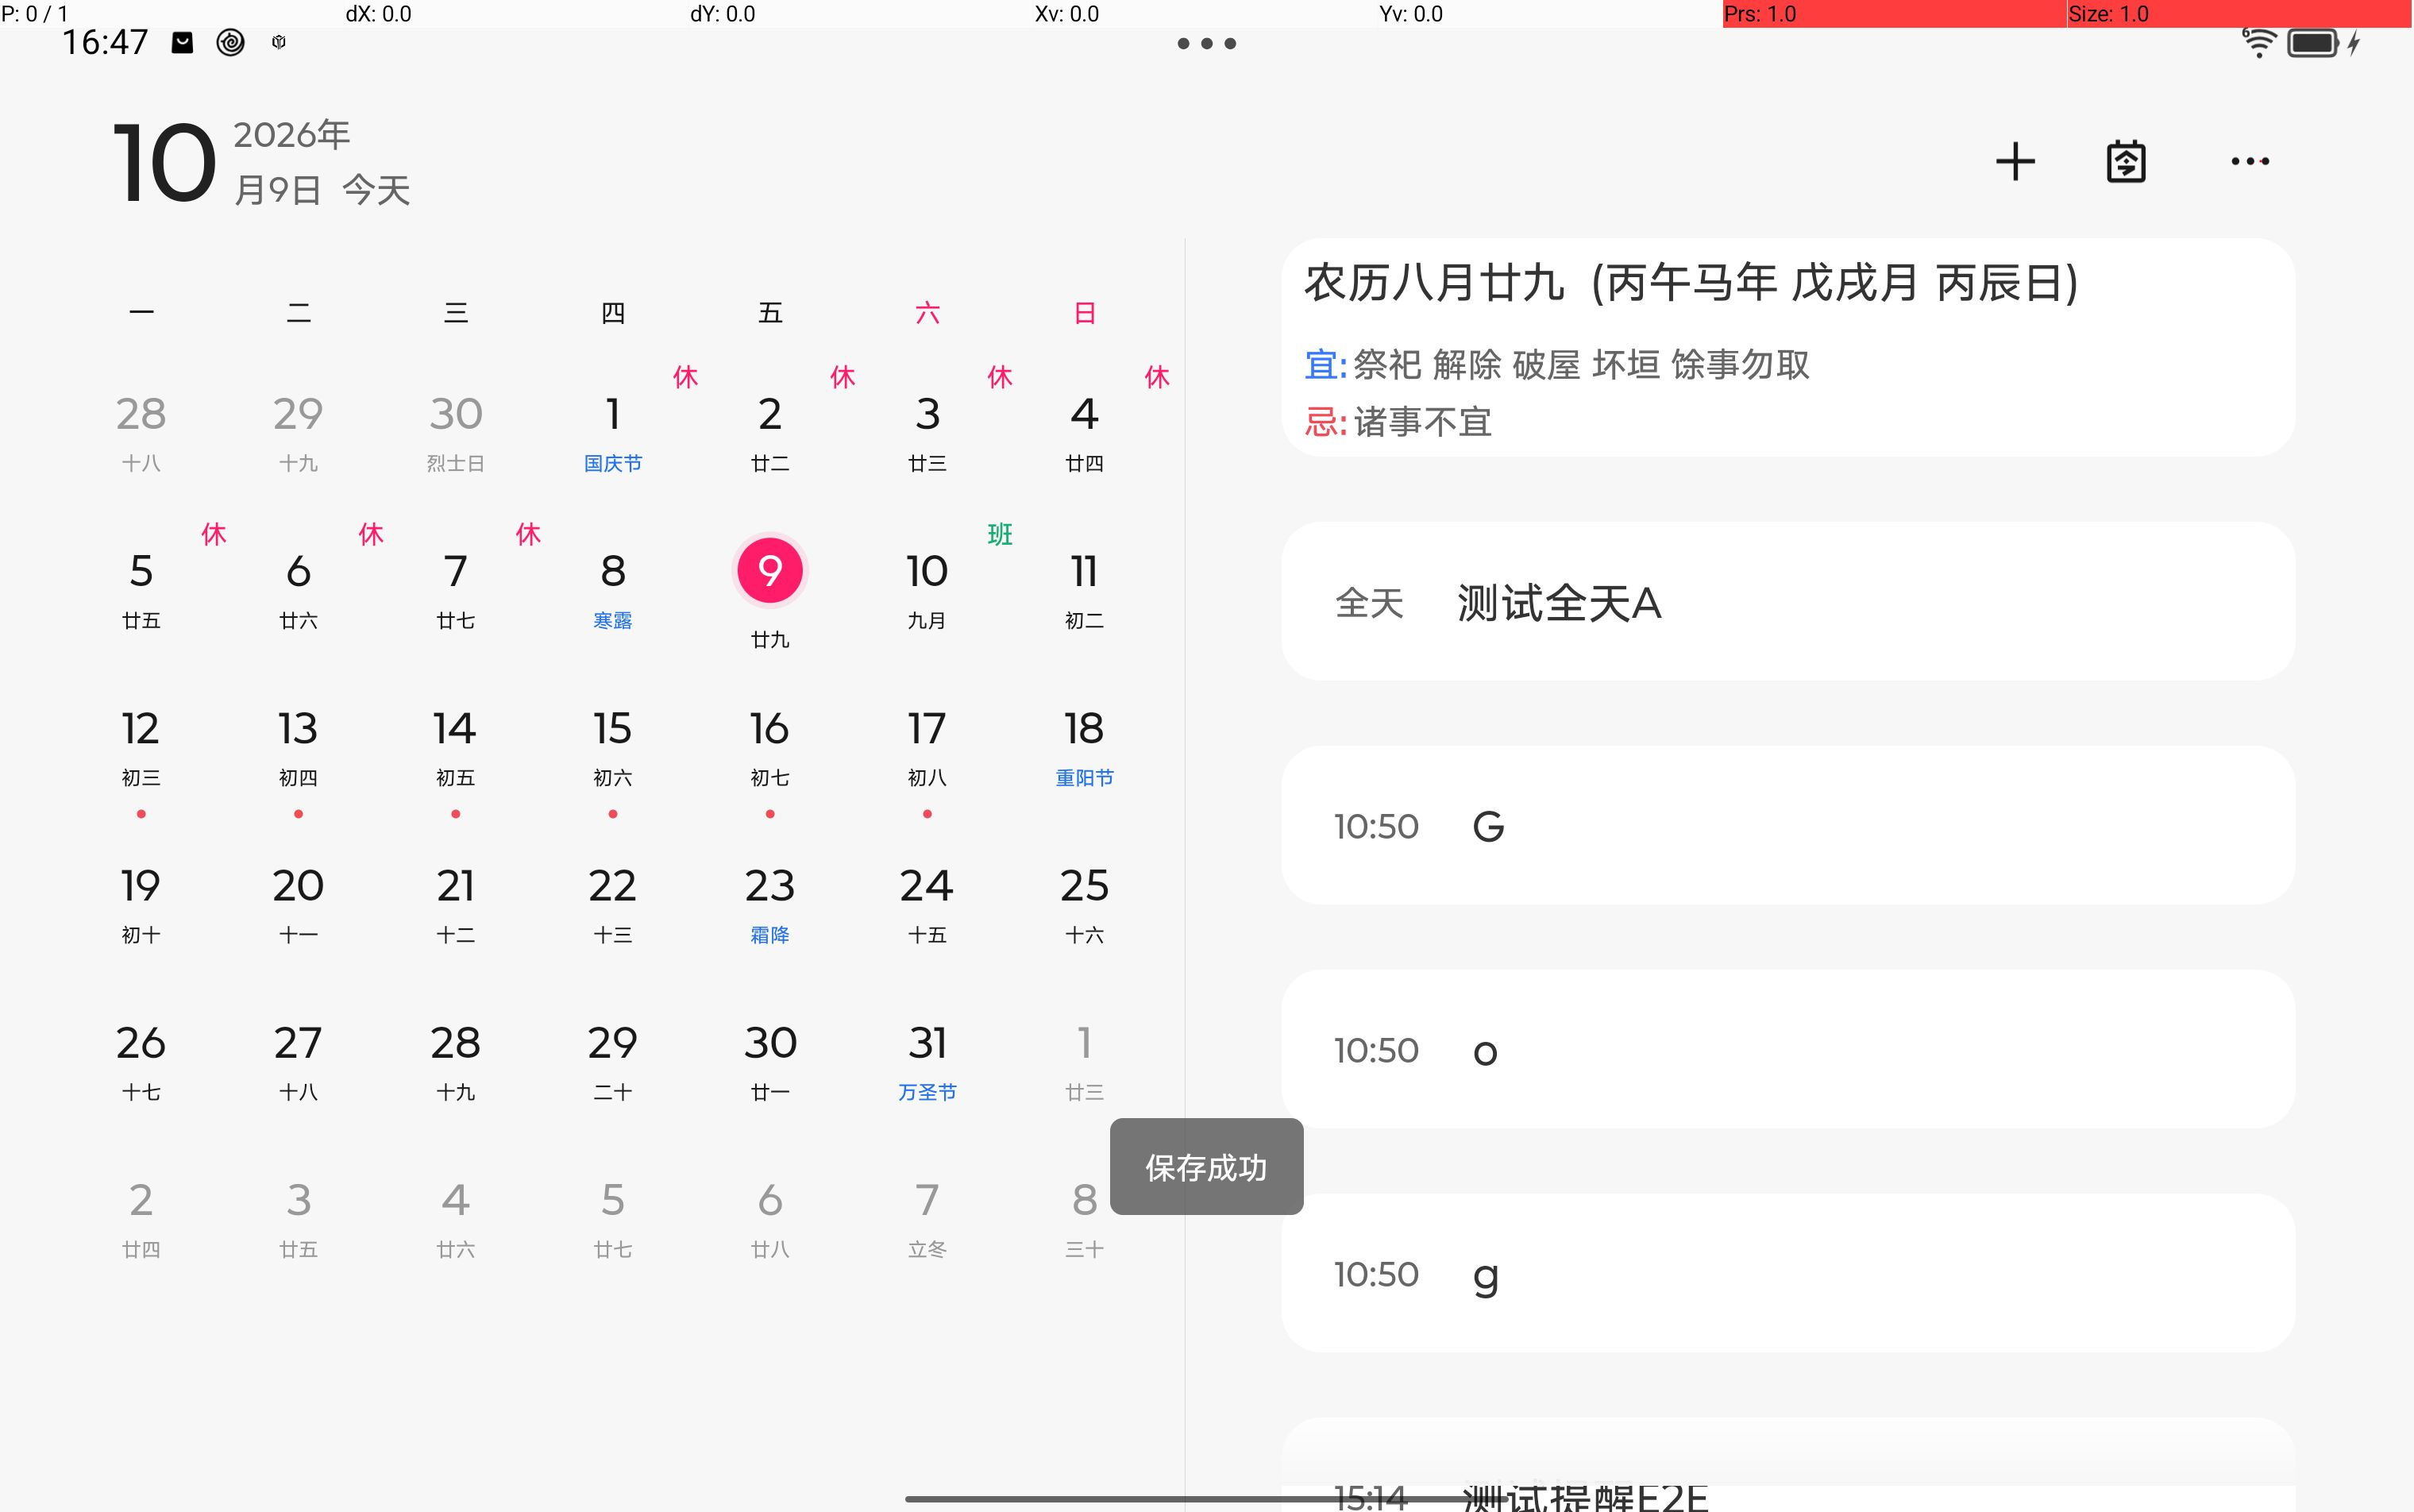 P: 0 / 1 dX: 0.0 dY: 0.0 Xv: 0.0 Yv: 0.0 Prs: 1.0 Size: 1.0
16:47
6
10
2026年
月9日 今天
今
一 二 三 四 五 六 日
休 休 休 休
28 29 30 1 2 3 4
十八 十九 烈士日 国庆节 廿二 廿三 廿四
休 休 休 班
5 6 7 8 9 10 11
廿五 廿六 廿七 寒露 廿九 九月 初二
12 13 14 15 16 17 18
初三 初四 初五 初六 初七 初八 重阳节
19 20 21 22 23 24 25
初十 十一 十二 十三 霜降 十五 十六
26 27 28 29 30 31 1
十七 十八 十九 二十 廿一 万圣节 廿三
2 3 4 5 6 7 8
廿四 廿五 廿六 廿七 廿八 立冬 三十
农历八月廿九 (丙午马年 戊戌月 丙辰日)
宜: 祭祀 解除 破屋 坏垣 馀事勿取
忌: 诸事不宜
全天 测试全天A
10:50 G
10:50 o
保存成功
10:50 g
15:14 测试提醒E2E